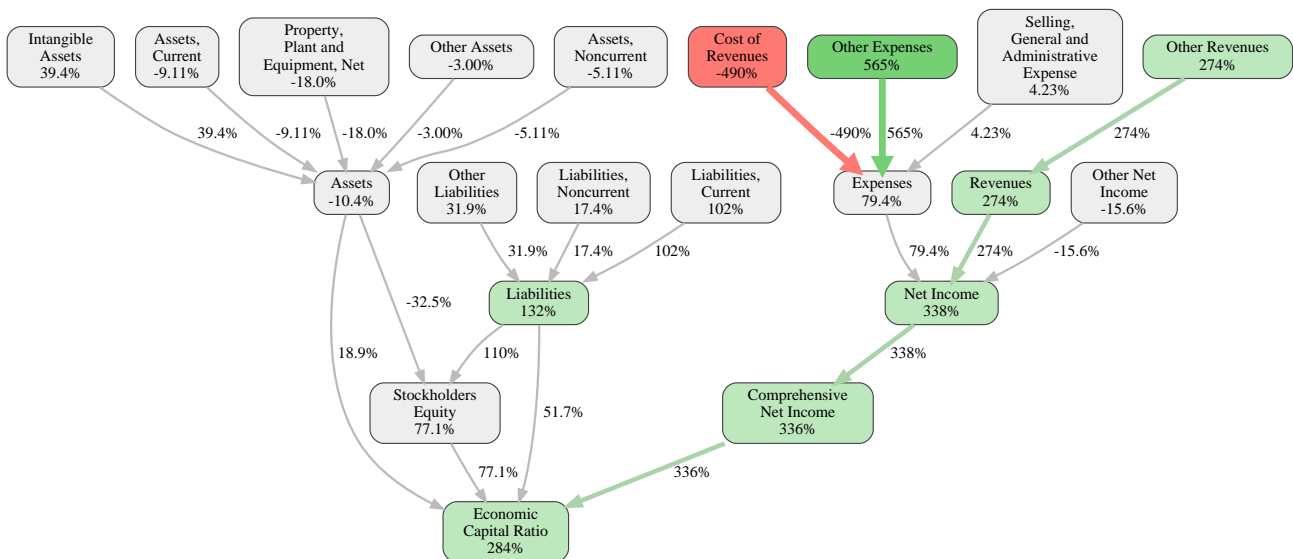 Intangible
Assets
39.4%
Assets,
Current
-9.11%
Property,
Plant and
Equipment, Net
-18.0%
Other Assets
-3.00%
Assets,
Noncurrent
-5.11%
Cost of
Revenues
-490%
Other Expenses
565%
Selling,
General and
Administrative
Expense
4.23%
Other Revenues
274%
39.4%
-9.11%
-18.0%
-3.00%
-5.11%
-490%
565%
4.23%
274%
Assets
-10.4%
Other
Liabilities
31.9%
Liabilities,
Noncurrent
17.4%
Liabilities,
Current
102%
Expenses
79.4%
Revenues
274%
Other Net
Income
-15.6%
31.9%
17.4%
102%
79.4%
274%
-15.6%
-32.5%
Liabilities
132%
Net Income
338%
18.9%
110%
51.7%
338%
Stockholders
Equity
77.1%
Comprehensive
Net Income
336%
77.1%
336%
Economic
Capital Ratio
284%